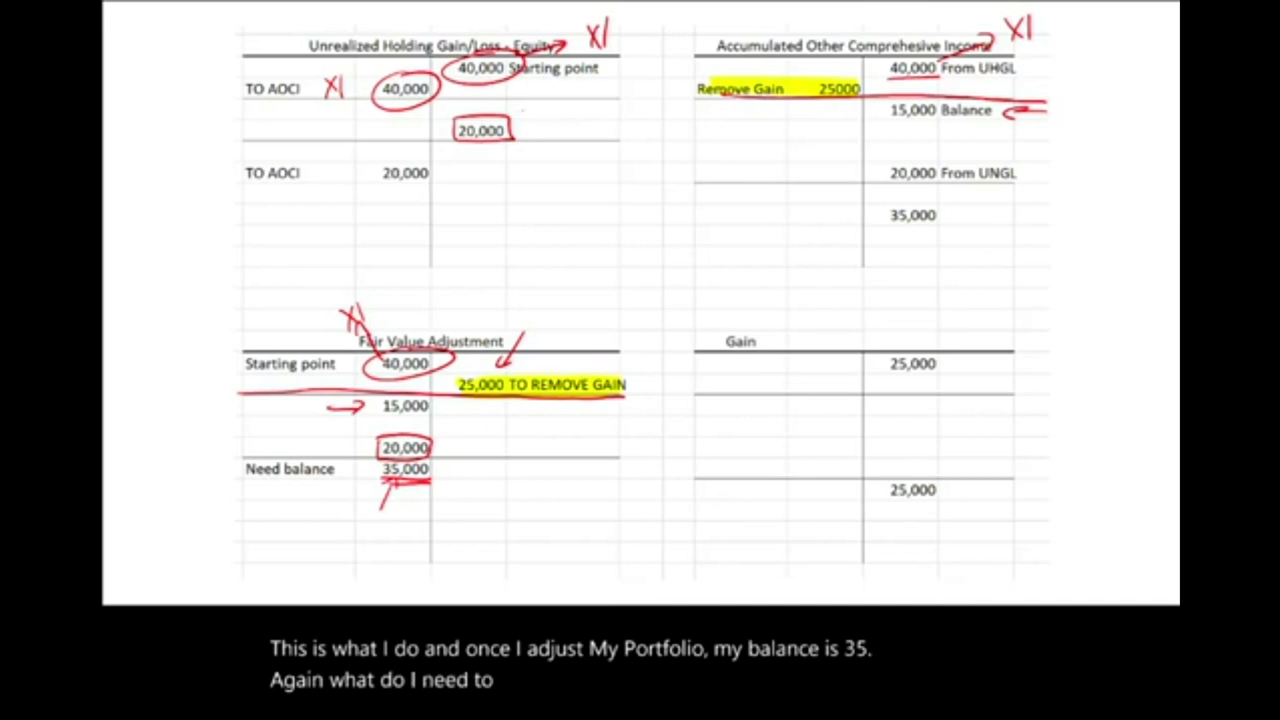 X1
X1
Unrealized Holding Gain/Loss - Equity
40,000 Starting point
TO AOCI X1 40,000
20,000
TO AOCI 20,000
Accumulated Other Comprehesive Income
40,000 From UHGL
Remove Gain 25000
15,000 Balance
20,000 From UNGL
35,000
X1
Fair Value Adjustment
Starting point 40,000
25,000 TO REMOVE GAIN
15,000
20,000
Need balance 35,000
Gain
25,000
25,000
This is what I do and once I adjust My Portfolio, my balance is 35.
Again what do I need to